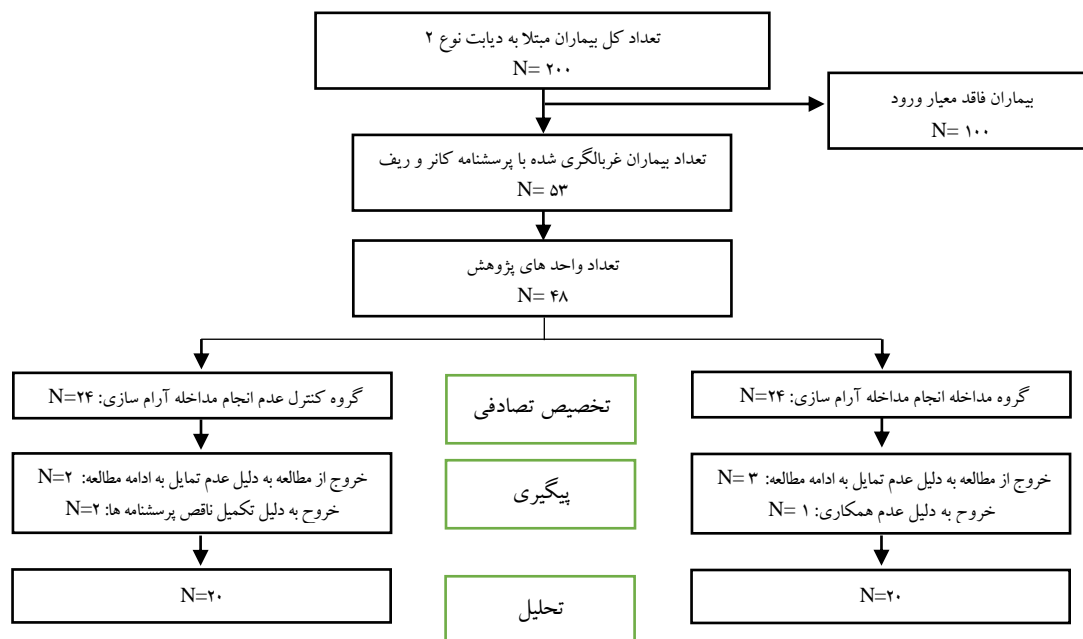 تعداد کل بیماران مبتلا به دیابت نوع ۲
N= ۲۰۰
بیماران فاقد معیار ورود
N= ۱۰۰
تعداد بیماران غربالگری شده با پرسشنامه کانر و ریف
N= ۵۳
تعداد واحد های پژوهش
N= ۴۸
گروه مداخله انجام مداخله آرام سازی: N=۲۴
تخصیص تصادفی
گروه کنترل عدم انجام مداخله آرام سازی: N=۲۴
خروج از مطالعه به دلیل عدم تمایل به ادامه مطالعه: N= ۳
خروح به دلیل عدم همکاری: N= ۱
پیگیری
خروج از مطالعه به دلیل عدم تمایل به ادامه مطالعه: N=۲
خروح به دلیل تکمیل ناقص پرسشنامه ها: N=۲
N=۲۰
تحلیل
N=۲۰